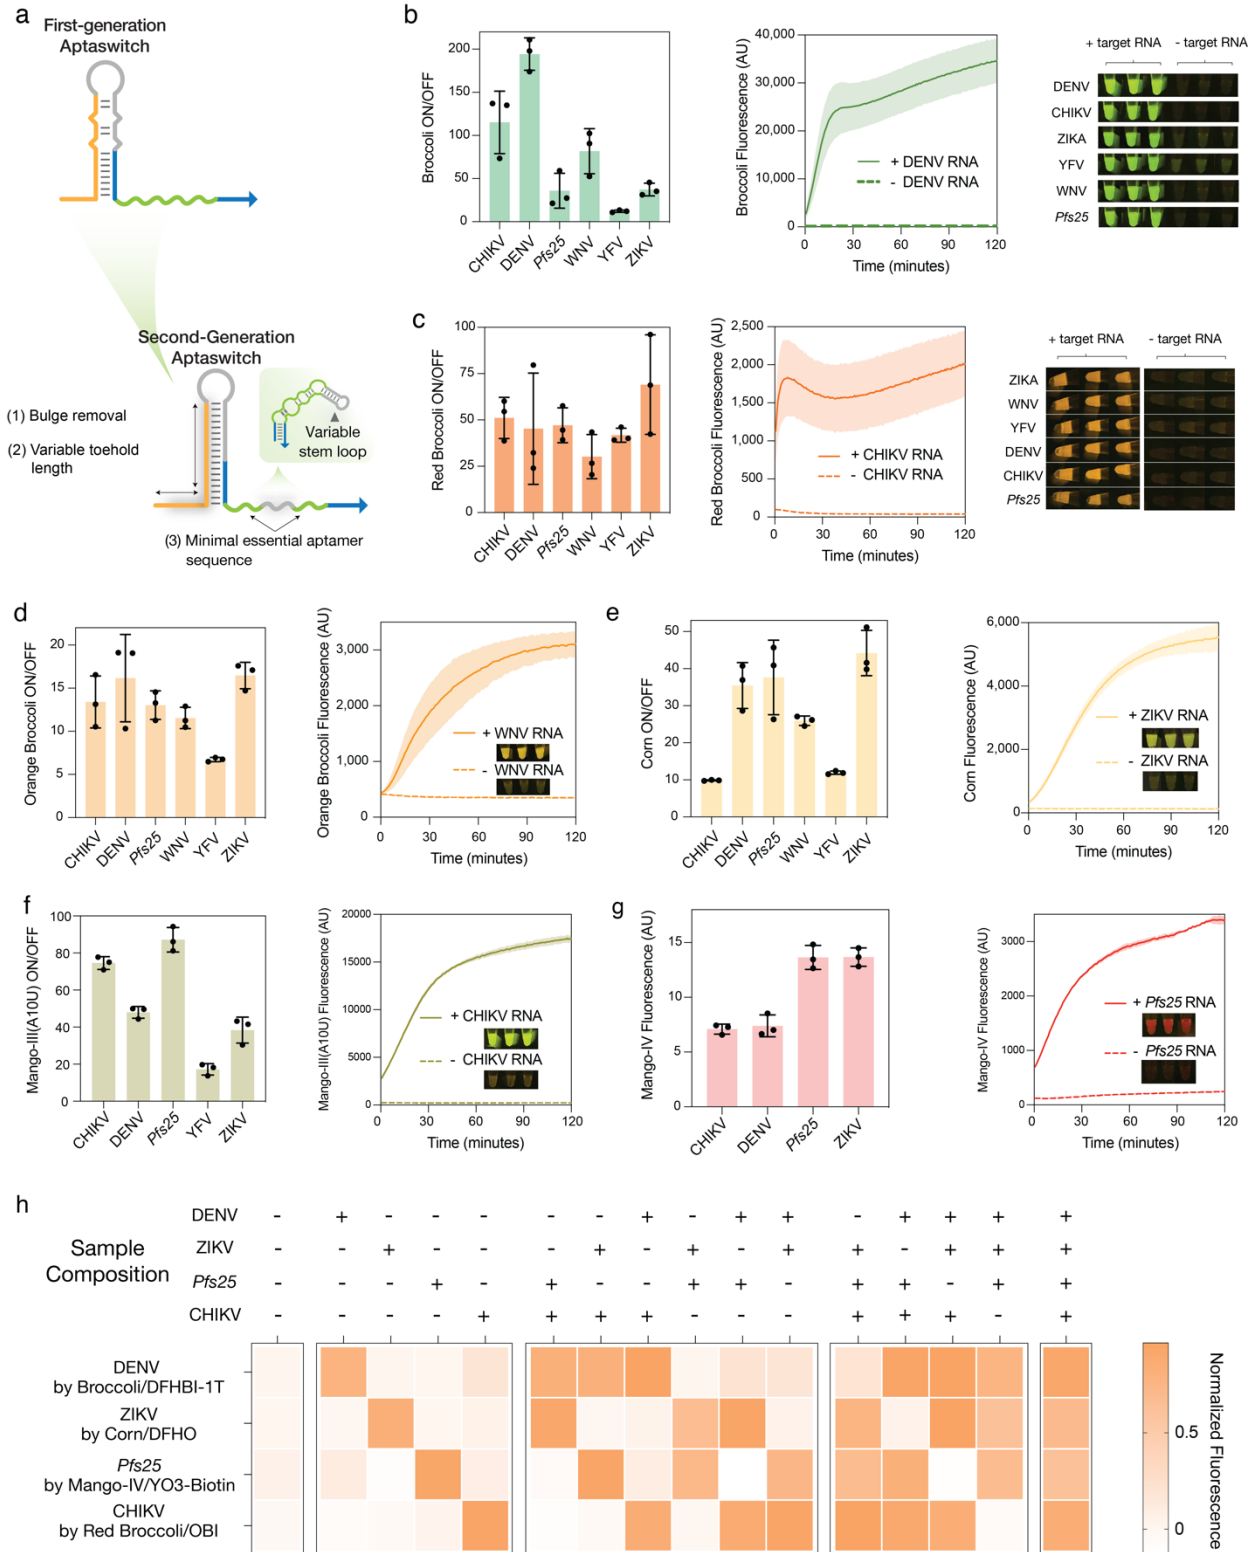 a
First-generation
Aptaswitch
Second-Generation
Aptaswitch
(1) Bulge removal
(2) Variable toehold
length
Variable
stem loop
(3) Minimal essential aptamer
sequence
b
Broccoli ON/OFF
200
150
100
50
0
CHIKV
DENV
Pfs25
WNV
YFV
ZIKV
Broccoli Fluorescence (AU)
40,000
30,000
20,000
10,000
0
+ DENV RNA
- DENV RNA
0 30 60 90 120
Time (minutes)
+ target RNA - target RNA
DENV
CHIKV
ZIKA
YFV
WNV
Pfs25
c
Red Broccoli ON/OFF
100
75
50
25
0
CHIKV
DENV
Pfs25
WNV
YFV
ZIKV
Red Broccoli Fluorescence (AU)
2,500
2,000
1,500
1,000
500
0
+ CHIKV RNA
- CHIKV RNA
0 30 60 90 120
Time (minutes)
+ target RNA - target RNA
ZIKA
WNV
YFV
DENV
CHIKV
Pfs25
d
Orange Broccoli ON/OFF
20
15
10
5
0
CHIKV
DENV
Pfs25
WNV
YFV
ZIKV
Orange Broccoli Fluorescence (AU)
3,000
2,000
1,000
0
+ WNV RNA
- WNV RNA
0 30 60 90 120
Time (minutes)
e
Corn ON/OFF
50
40
30
20
10
0
CHIKV
DENV
Pfs25
WNV
YFV
ZIKV
Corn Fluorescence (AU)
6,000
4,000
2,000
0
+ ZIKV RNA
- ZIKV RNA
0 30 60 90 120
Time (minutes)
f
Mango-III(A10U) ON/OFF
100
80
60
40
20
0
CHIKV
DENV
Pfs25
YFV
ZIKV
Mango-III(A10U) Fluorescence (AU)
20000
15000
10000
5000
0
+ CHIKV RNA
- CHIKV RNA
0 30 60 90 120
Time (minutes)
g
Mango-IV Fluorescence (AU)
15
10
5
0
CHIKV
DENV
Pfs25
ZIKV
Mango-IV Fluorescence (AU)
3000
2000
1000
0
+ Pfs25 RNA
- Pfs25 RNA
0 30 60 90 120
Time (minutes)
h
Sample
Composition
DENV - + - - - - - + - + + - + + + +
ZIKV - - + - - - + - + - + + - + + +
Pfs25 - - - + - + - - + + - + + - + +
CHIKV - - - - + + + + - - - + + + - +
DENV
by Broccoli/DFHBI-1T
ZIKV
by Corn/DFHO
Pfs25
by Mango-IV/YO3-Biotin
CHIKV
by Red Broccoli/OBI
0.5
0
Normalized Fluorescence